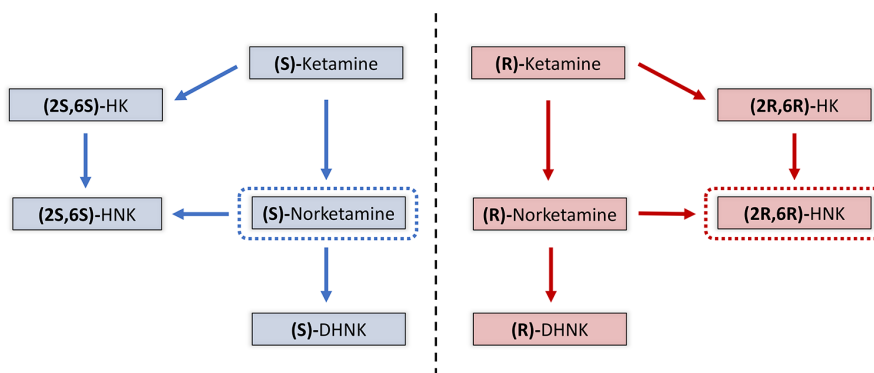 (S)-Ketamine
(R)-Ketamine
(2S,6S)-HK
(2R,6R)-HK
(2S,6S)-HNK
(S)-Norketamine
(R)-Norketamine
(2R,6R)-HNK
(S)-DHNK
(R)-DHNK